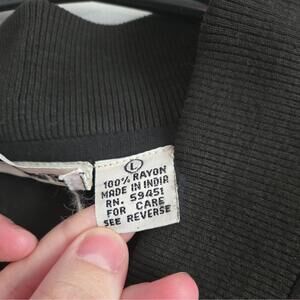 L
100% RAYON
MADE IN INDIA
RN. 59451
FOR CARE
SEE REVERSE